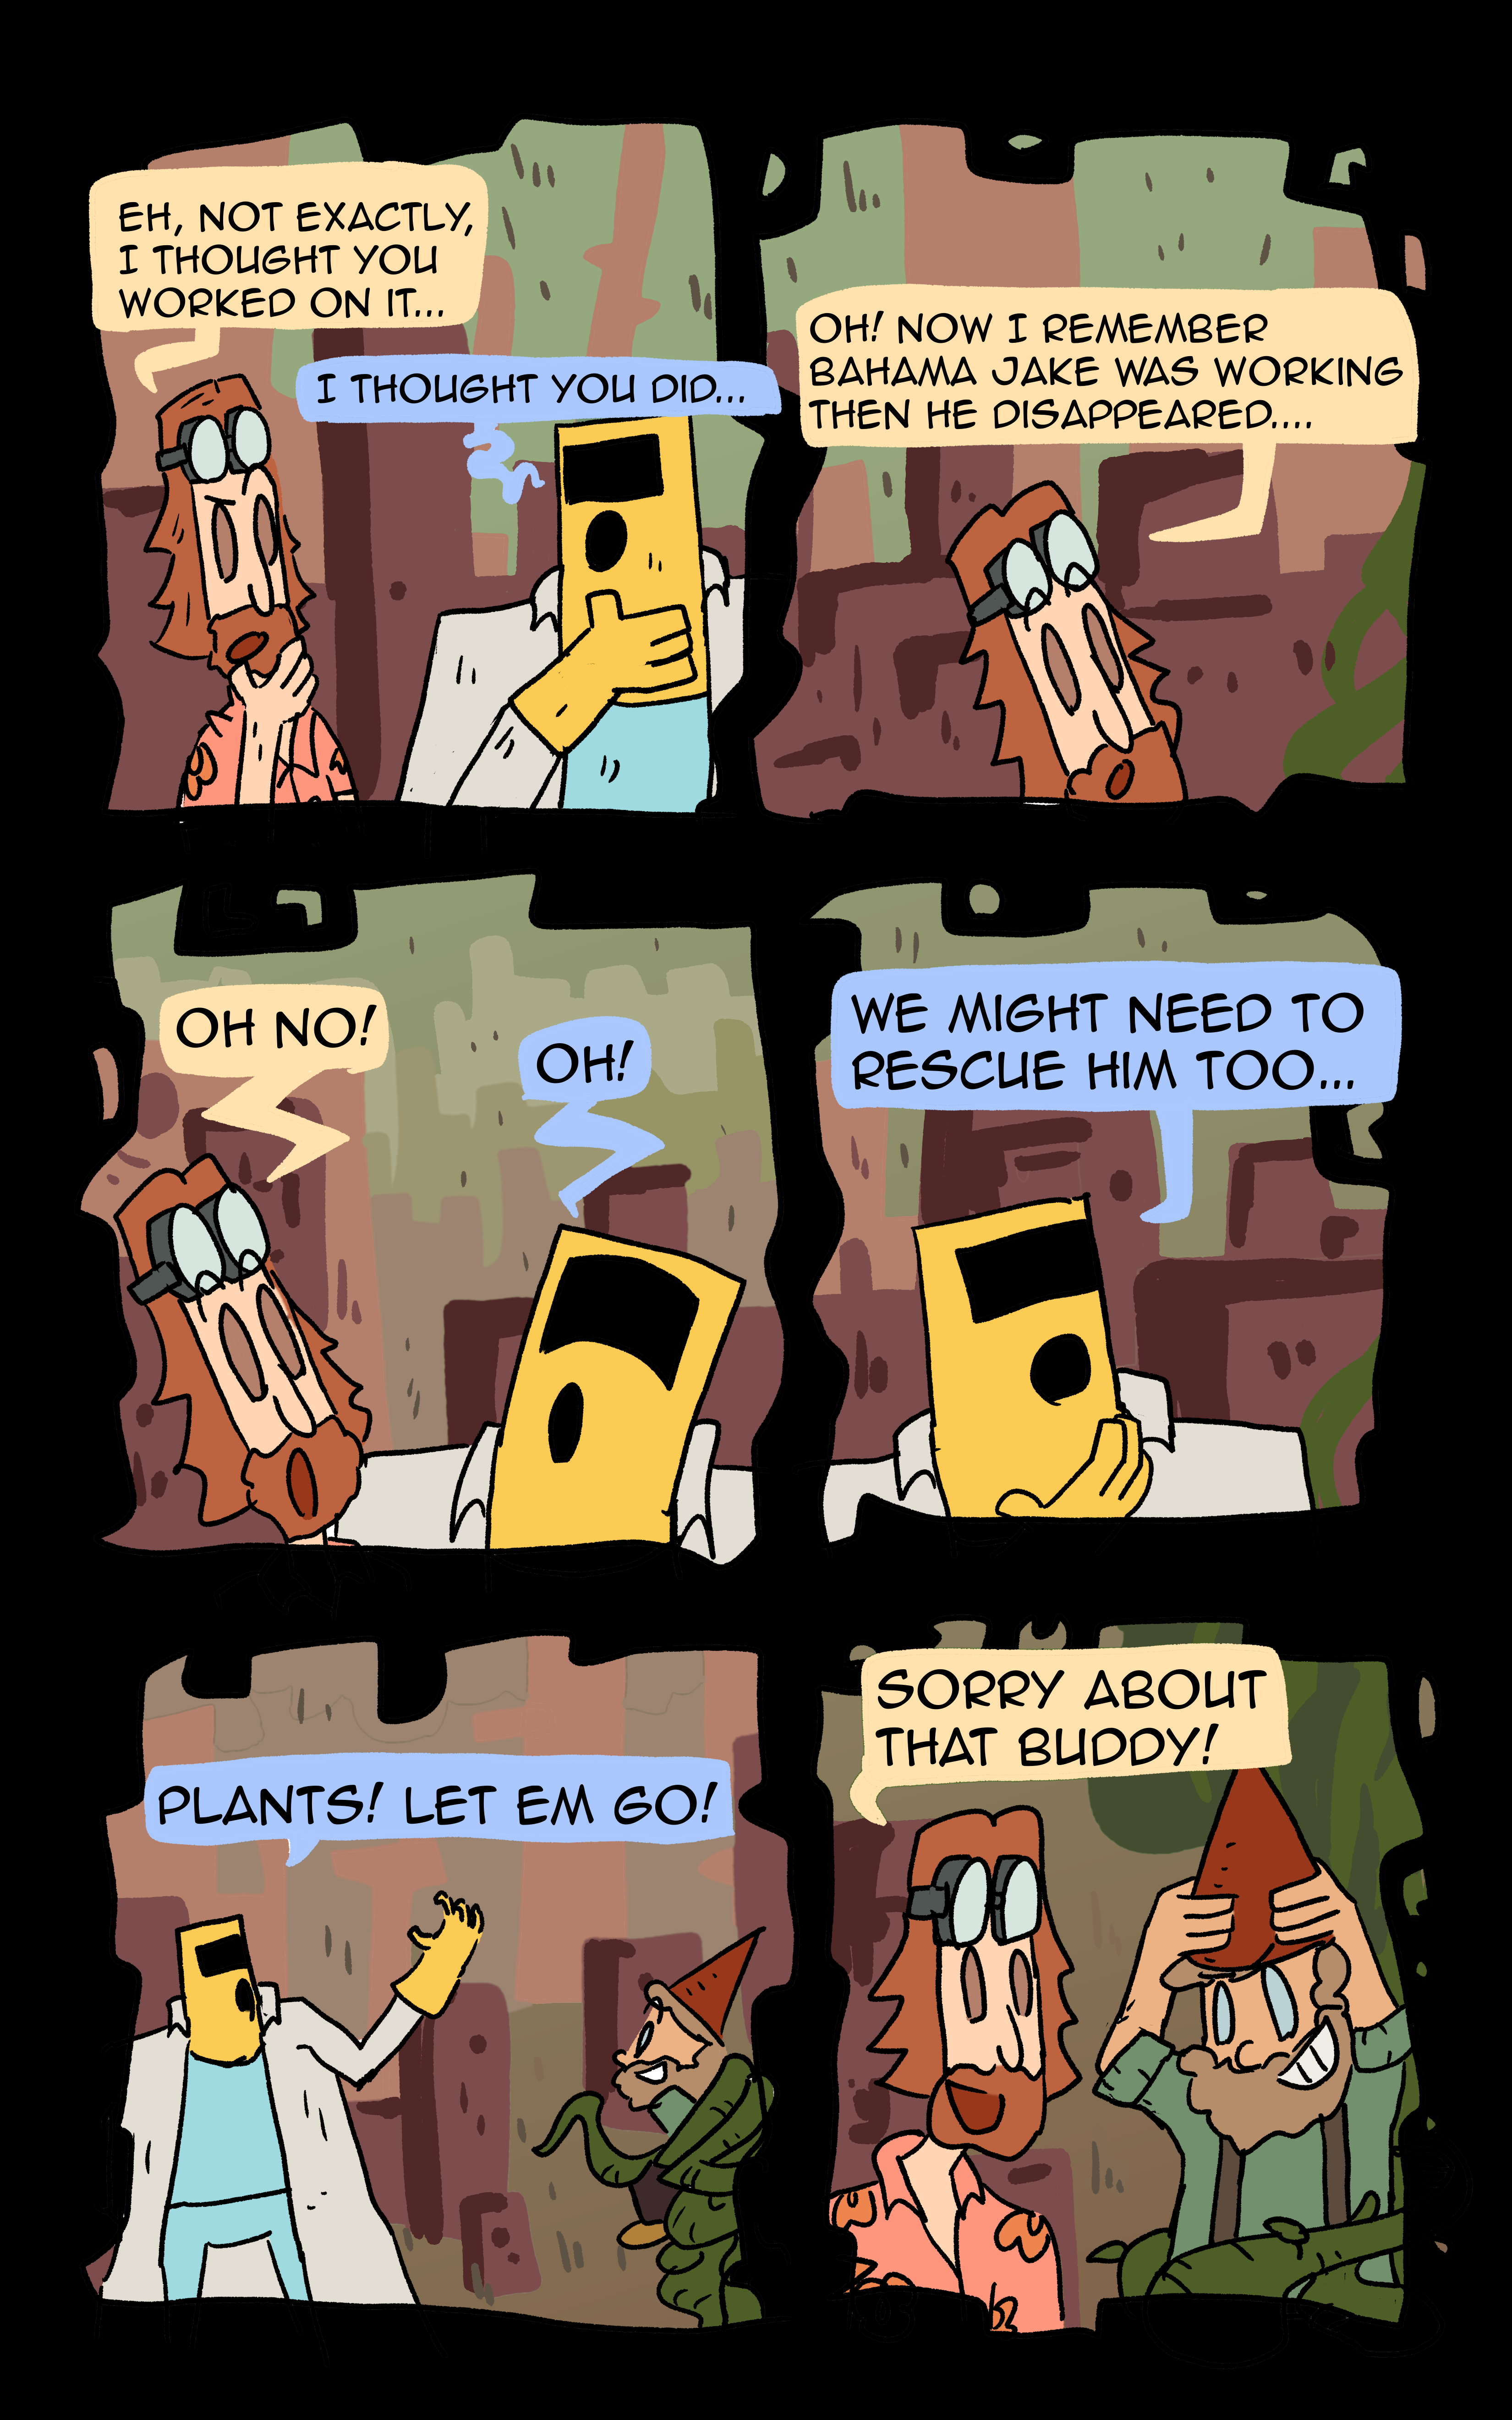 EH, NOT EXACTLY,
I THOUGHT YOU
WORKED ON IT...
I THOUGHT YOU DID...
OH! NOW I REMEMBER
BAHAMA JAKE WAS WORKING
THEN HE DISAPPEARED....
OH NO!
OH!
WE MIGHT NEED TO
RESCUE HIM TOO...
PLANTS! LET EM GO!
SORRY ABOUT
THAT BUDDY!